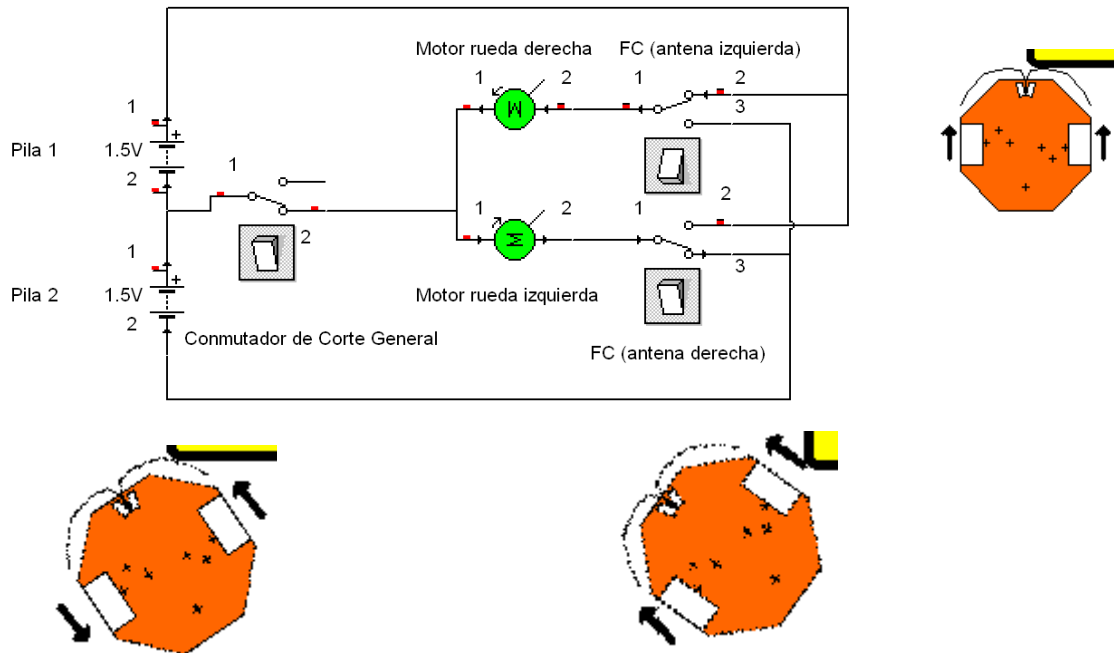 Motor rueda derecha
FC (antena izquierda)
1
2
1
2
3
1
+
Pila 1
1.5V
2
1
2
M
1
2
1
2
3
M
1
+
Pila 2
1.5V
2
Motor rueda izquierda
Conmutador de Corte General
FC (antena derecha)